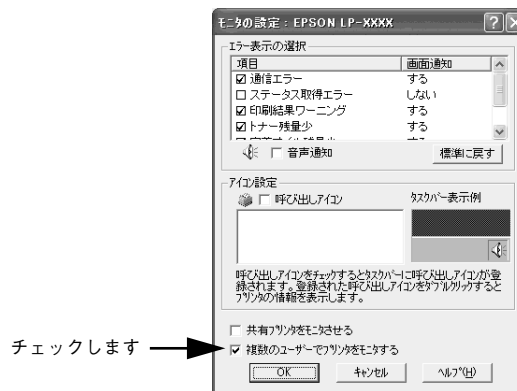 モニタの設定：EPSON LP-XXXX
エラー表示の選択
項目 画面通知
通信エラー する
ステータス取得エラー しない
印刷結果ワーニング する
トナー残量少 する
音声通知 標準に戻す
アイコン設定
呼び出しアイコン タスクバー表示例
呼び出しアイコンをチェックするとタスクバーに呼び出しアイコンが登
録されます。登録された呼び出しアイコンをダブルクリックすると
プリンタの情報を表示します。
共有プリンタをモニタさせる
チェックします 複数のユーザーでプリンタをモニタする
OK キャンセル ヘルプ(H)